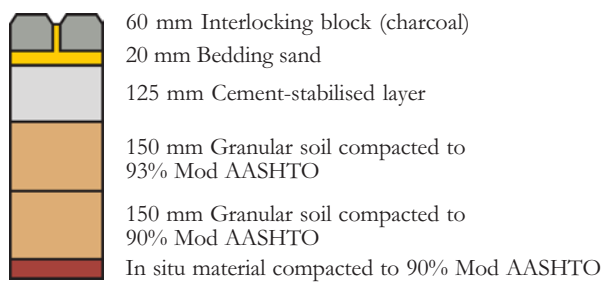 60 mm Interlocking block (charcoal)
20 mm Bedding sand
125 mm Cement-stabilised layer
150 mm Granular soil compacted to
93% Mod AASHTO
150 mm Granular soil compacted to
90% Mod AASHTO
In situ material compacted to 90% Mod AASHTO